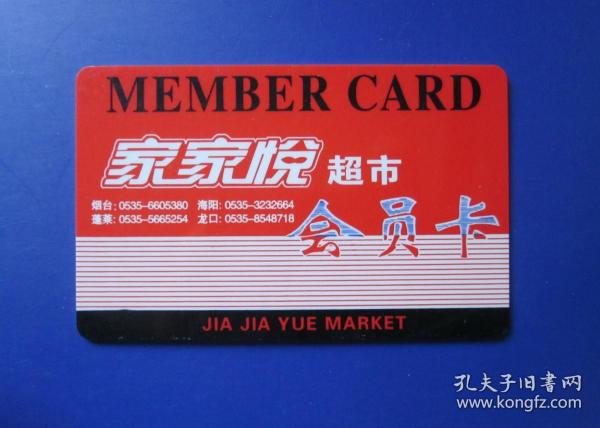 MEMBER CARD
家家悦 超市
烟台: 0535-6605380 海阳: 0535-3232664
蓬莱: 0535-5665254 龙口: 0535-8548718
会员卡
JIA JIA YUE MARKET
孔夫子旧書网
www.kongfz.com